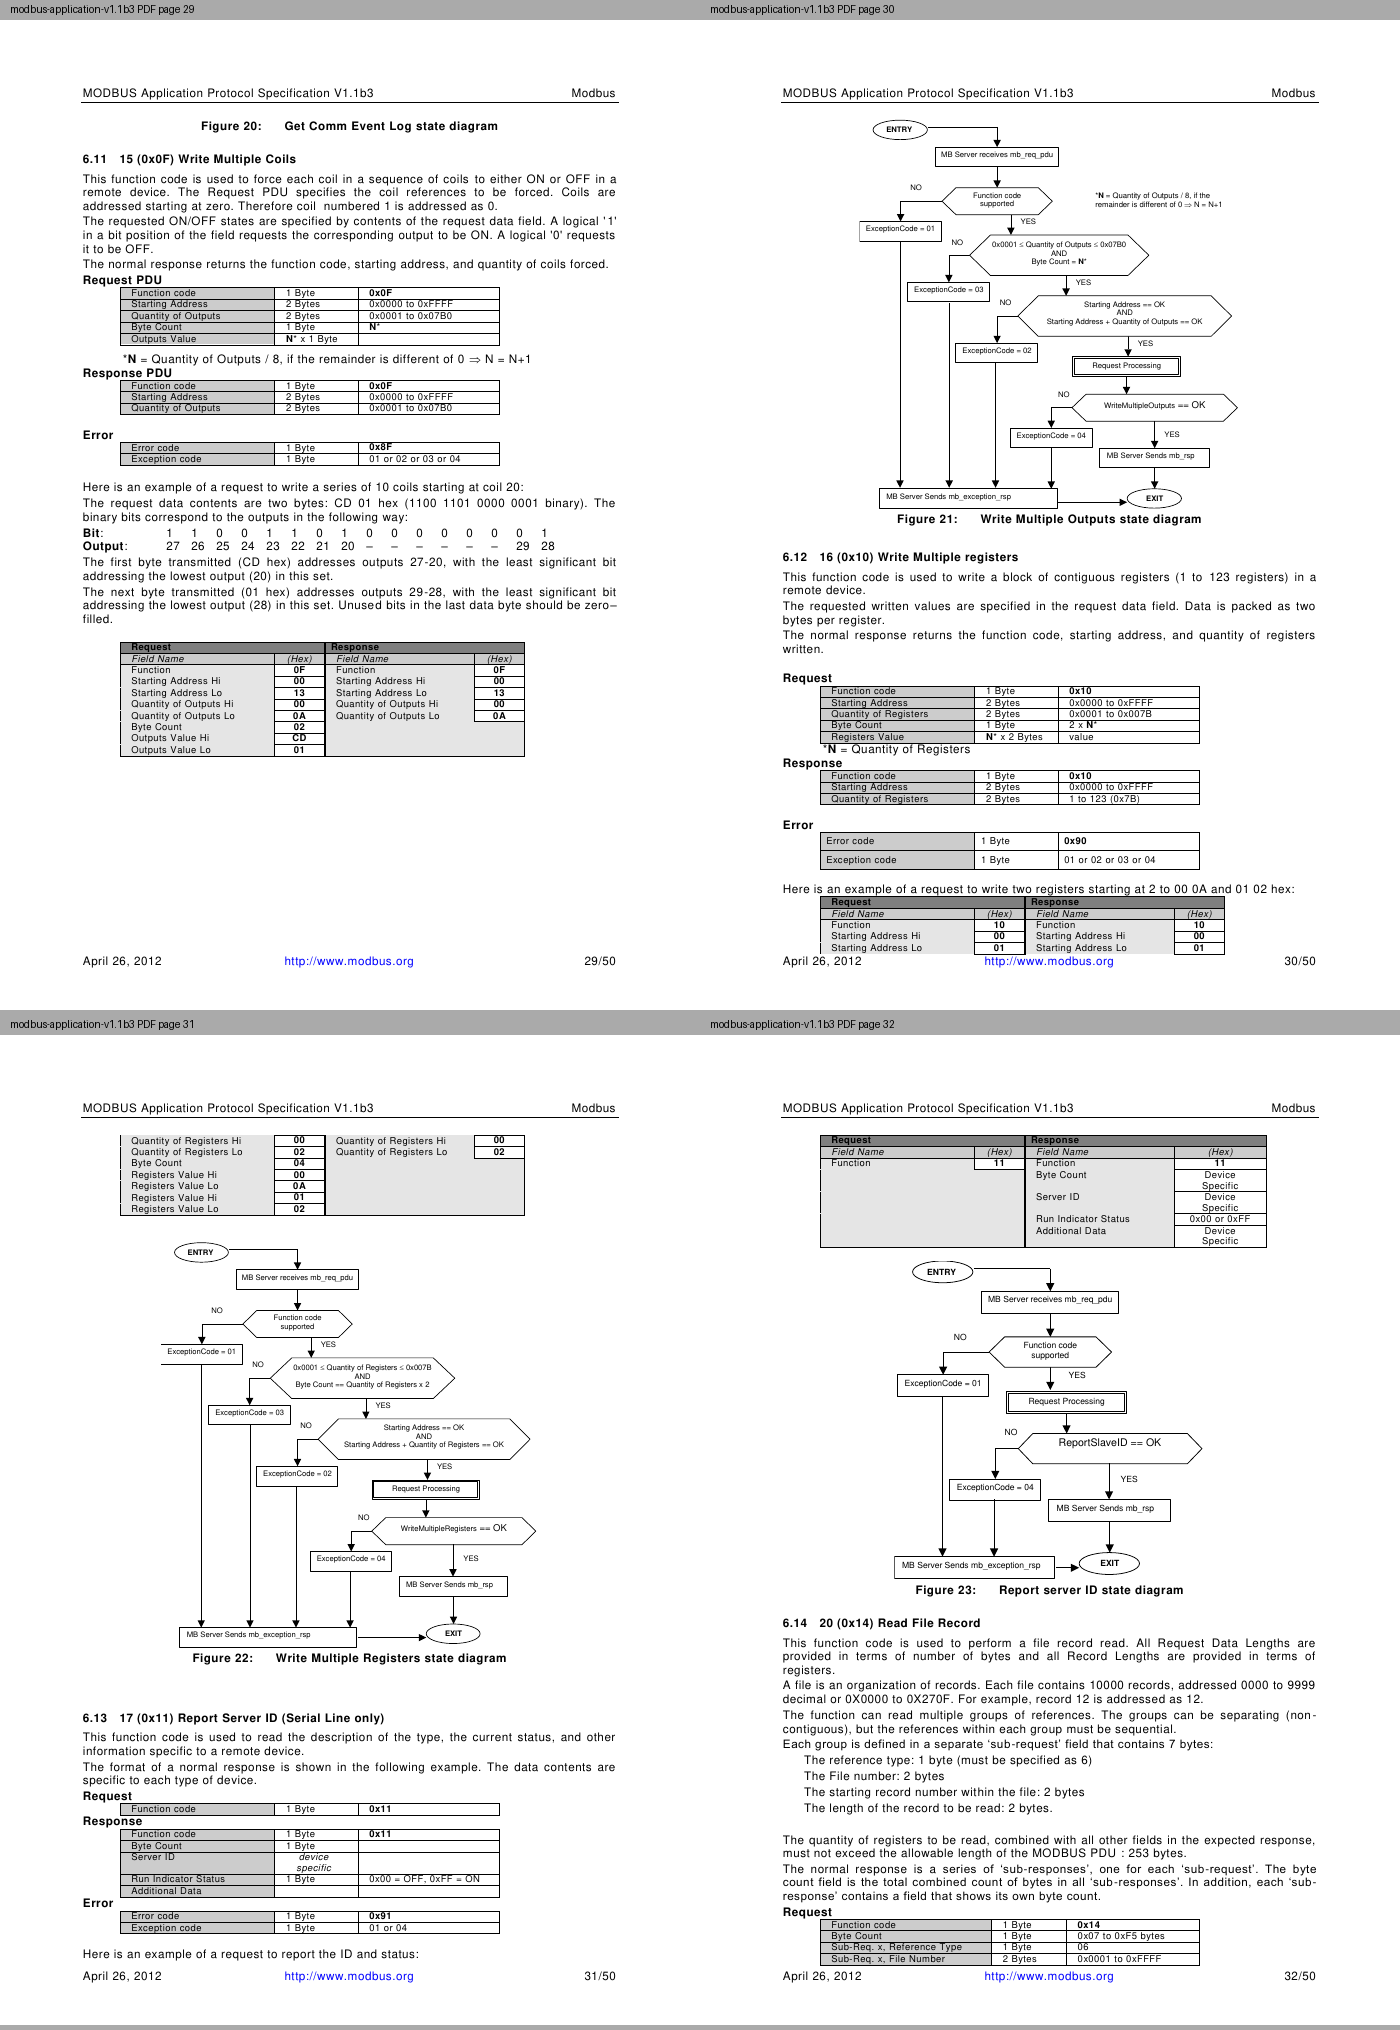 modbus-application-v1.1b3 PDF page 29
MODBUS Application Protocol Specification V1.1b3 Modbus
Figure 20: Get Comm Event Log state diagram
6.11 15 (0x0F) Write Multiple Coils
This function code is used to force each coil in a sequence of coils to either ON or OFF in a
remote device. The Request PDU specifies the coil references to be forced. Coils are
addressed starting at zero. Therefore coil numbered 1 is addressed as 0.
The requested ON/OFF states are specified by contents of the request data field. A logical '1'
in a bit position of the field requests the corresponding output to be ON. A logical '0' requests
it to be OFF.
The normal response returns the function code, starting address, and quantity of coils forced.
Request PDU
Function code 1 Byte 0x0F
Starting Address 2 Bytes 0x0000 to 0xFFFF
Quantity of Outputs 2 Bytes 0x0001 to 0x07B0
Byte Count 1 Byte N*
Outputs Value N* x 1 Byte
*N = Quantity of Outputs / 8, if the remainder is different of 0 ⇒ N = N+1
Response PDU
Function code 1 Byte 0x0F
Starting Address 2 Bytes 0x0000 to 0xFFFF
Quantity of Outputs 2 Bytes 0x0001 to 0x07B0
Error
Error code 1 Byte 0x8F
Exception code 1 Byte 01 or 02 or 03 or 04
Here is an example of a request to write a series of 10 coils starting at coil 20:
The request data contents are two bytes: CD 01 hex (1100 1101 0000 0001 binary). The
binary bits correspond to the outputs in the following way:
Bit: 1 1 0 0 1 1 0 1 0 0 0 0 0 0 0 1
Output: 27 26 25 24 23 22 21 20 – – – – – – 29 28
The first byte transmitted (CD hex) addresses outputs 27-20, with the least significant bit
addressing the lowest output (20) in this set.
The next byte transmitted (01 hex) addresses outputs 29-28, with the least significant bit
addressing the lowest output (28) in this set. Unused bits in the last data byte should be zero–
filled.
Request Response
Field Name (Hex) Field Name (Hex)
Function 0F Function 0F
Starting Address Hi 00 Starting Address Hi 00
Starting Address Lo 13 Starting Address Lo 13
Quantity of Outputs Hi 00 Quantity of Outputs Hi 00
Quantity of Outputs Lo 0A Quantity of Outputs Lo 0A
Byte Count 02
Outputs Value Hi CD
Outputs Value Lo 01
April 26, 2012 http://www.modbus.org 29/50
modbus-application-v1.1b3 PDF page 30
MODBUS Application Protocol Specification V1.1b3 Modbus
ENTRY
MB Server receives mb_req_pdu
NO
Function code
supported
*N = Quantity of Outputs / 8, if the
remainder is different of 0 ⇒ N = N+1
YES
ExceptionCode = 01
NO
0x0001 ≤ Quantity of Outputs ≤ 0x07B0
AND
Byte Count = N*
YES
ExceptionCode = 03
NO
Starting Address == OK
AND
Starting Address + Quantity of Outputs == OK
YES
ExceptionCode = 02
Request Processing
NO
WriteMultipleOutputs == OK
YES
ExceptionCode = 04
MB Server Sends mb_rsp
MB Server Sends mb_exception_rsp
EXIT
Figure 21: Write Multiple Outputs state diagram
6.12 16 (0x10) Write Multiple registers
This function code is used to write a block of contiguous registers (1 to 123 registers) in a
remote device.
The requested written values are specified in the request data field. Data is packed as two
bytes per register.
The normal response returns the function code, starting address, and quantity of registers
written.
Request
Function code 1 Byte 0x10
Starting Address 2 Bytes 0x0000 to 0xFFFF
Quantity of Registers 2 Bytes 0x0001 to 0x007B
Byte Count 1 Byte 2 x N*
Registers Value N* x 2 Bytes value
*N = Quantity of Registers
Response
Function code 1 Byte 0x10
Starting Address 2 Bytes 0x0000 to 0xFFFF
Quantity of Registers 2 Bytes 1 to 123 (0x7B)
Error
Error code 1 Byte 0x90
Exception code 1 Byte 01 or 02 or 03 or 04
Here is an example of a request to write two registers starting at 2 to 00 0A and 01 02 hex:
Request Response
Field Name (Hex) Field Name (Hex)
Function 10 Function 10
Starting Address Hi 00 Starting Address Hi 00
Starting Address Lo 01 Starting Address Lo 01
April 26, 2012 http://www.modbus.org 30/50
modbus-application-v1.1b3 PDF page 31
MODBUS Application Protocol Specification V1.1b3 Modbus
Quantity of Registers Hi 00 Quantity of Registers Hi 00
Quantity of Registers Lo 02 Quantity of Registers Lo 02
Byte Count 04
Registers Value Hi 00
Registers Value Lo 0A
Registers Value Hi 01
Registers Value Lo 02
ENTRY
MB Server receives mb_req_pdu
NO
Function code
supported
YES
ExceptionCode = 01
NO
0x0001 ≤ Quantity of Registers ≤ 0x007B
AND
Byte Count == Quantity of Registers x 2
YES
ExceptionCode = 03
NO
Starting Address == OK
AND
Starting Address + Quantity of Registers == OK
YES
ExceptionCode = 02
Request Processing
NO
WriteMultipleRegisters == OK
YES
ExceptionCode = 04
MB Server Sends mb_rsp
MB Server Sends mb_exception_rsp
EXIT
Figure 22: Write Multiple Registers state diagram
6.13 17 (0x11) Report Server ID (Serial Line only)
This function code is used to read the description of the type, the current status, and other
information specific to a remote device.
The format of a normal response is shown in the following example. The data contents are
specific to each type of device.
Request
Function code 1 Byte 0x11
Response
Function code 1 Byte 0x11
Byte Count 1 Byte
Server ID device
specific
Run Indicator Status 1 Byte 0x00 = OFF, 0xFF = ON
Additional Data
Error
Error code 1 Byte 0x91
Exception code 1 Byte 01 or 04
Here is an example of a request to report the ID and status:
April 26, 2012 http://www.modbus.org 31/50
modbus-application-v1.1b3 PDF page 32
MODBUS Application Protocol Specification V1.1b3 Modbus
Request Response
Field Name (Hex) Field Name (Hex)
Function 11 Function 11
Byte Count Device
Specific
Server ID Device
Specific
Run Indicator Status 0x00 or 0xFF
Additional Data Device
Specific
ENTRY
MB Server receives mb_req_pdu
NO
Function code
supported
YES
ExceptionCode = 01
Request Processing
NO
ReportSlaveID == OK
YES
ExceptionCode = 04
MB Server Sends mb_rsp
MB Server Sends mb_exception_rsp
EXIT
Figure 23: Report server ID state diagram
6.14 20 (0x14) Read File Record
This function code is used to perform a file record read. All Request Data Lengths are
provided in terms of number of bytes and all Record Lengths are provided in terms of
registers.
A file is an organization of records. Each file contains 10000 records, addressed 0000 to 9999
decimal or 0X0000 to 0X270F. For example, record 12 is addressed as 12.
The function can read multiple groups of references. The groups can be separating (non-
contiguous), but the references within each group must be sequential.
Each group is defined in a separate ‘sub-request’ field that contains 7 bytes:
The reference type: 1 byte (must be specified as 6)
The File number: 2 bytes
The starting record number within the file: 2 bytes
The length of the record to be read: 2 bytes.
The quantity of registers to be read, combined with all other fields in the expected response,
must not exceed the allowable length of the MODBUS PDU : 253 bytes.
The normal response is a series of ‘sub-responses’, one for each ‘sub-request’. The byte
count field is the total combined count of bytes in all ‘sub-responses’. In addition, each ‘sub-
response’ contains a field that shows its own byte count.
Request
Function code 1 Byte 0x14
Byte Count 1 Byte 0x07 to 0xF5 bytes
Sub-Req. x, Reference Type 1 Byte 06
Sub-Req. x, File Number 2 Bytes 0x0001 to 0xFFFF
April 26, 2012 http://www.modbus.org 32/50